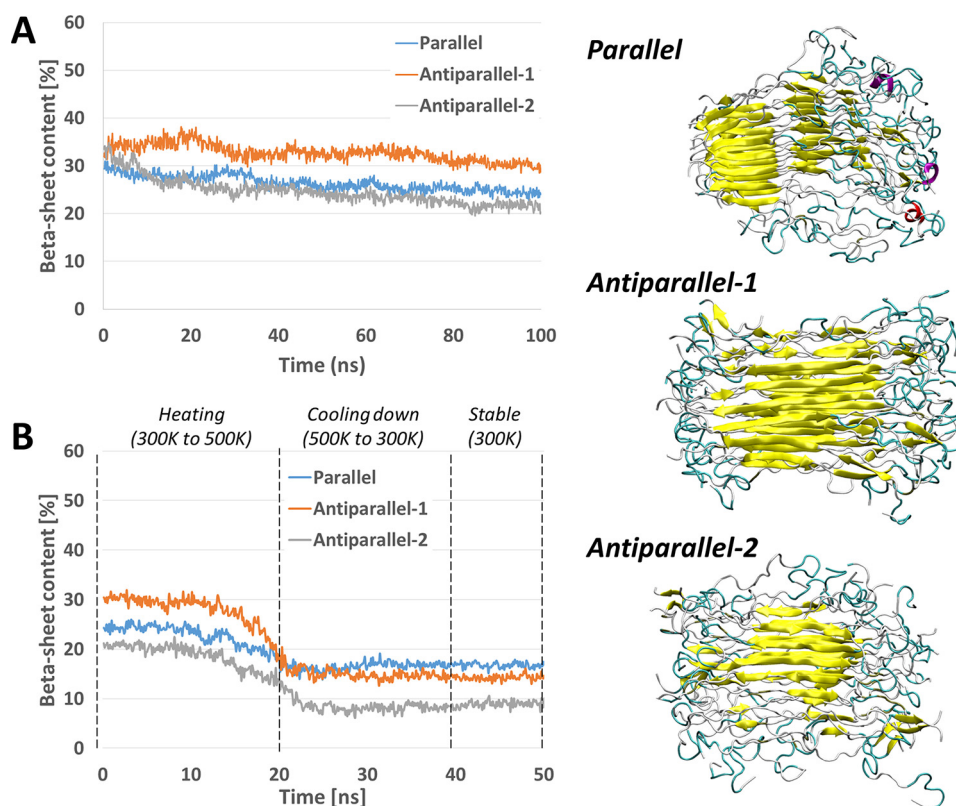 A
Beta-sheet content [%]
60
50
40
30
20
10
0
Parallel
Antiparallel-1
Antiparallel-2
0 20 40 60 80 100
Time (ns)
B
Heating
(300K to 500K)
Cooling down
(500K to 300K)
Stable
(300K)
Beta-sheet content [%]
60
50
40
30
20
10
0
Parallel
Antiparallel-1
Antiparallel-2
0 10 20 30 40 50
Time [ns]
Parallel
Antiparallel-1
Antiparallel-2